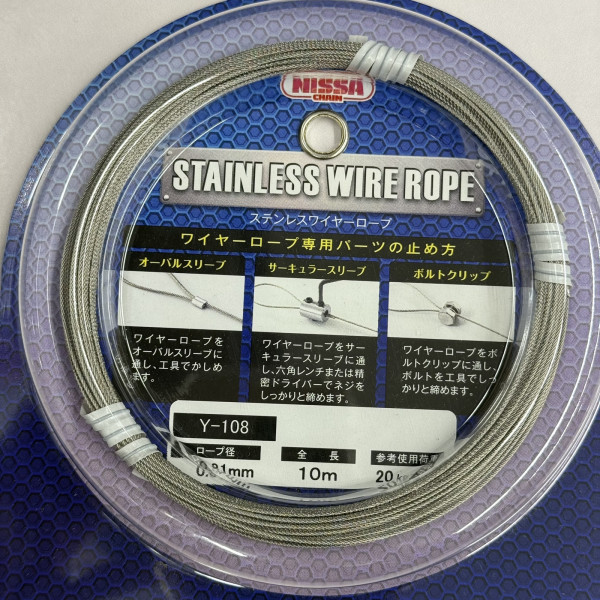 NISSA
CHAIN
STAINLESS WIRE ROPE
ステンレスワイヤーロープ
ワイヤーロープ専用パーツの止め方
オーバルスリーブ
サーキュラースリーブ
ボルトクリップ
ワイヤーロープを
オーバルスリーブに
通し、工具でかしめ
ます。
ワイヤーロープをサー
キュラースリーブに通
し、六角レンチまたは精
密ドライバーでネジを
しっかりと締めます。
ワイヤーロープをボ
ルトクリップに通し、
ボルトを工具でしっ
かりと締めます。
Y-108
ロープ径
全長
参考使用荷重
0.81mm
10m
20kg